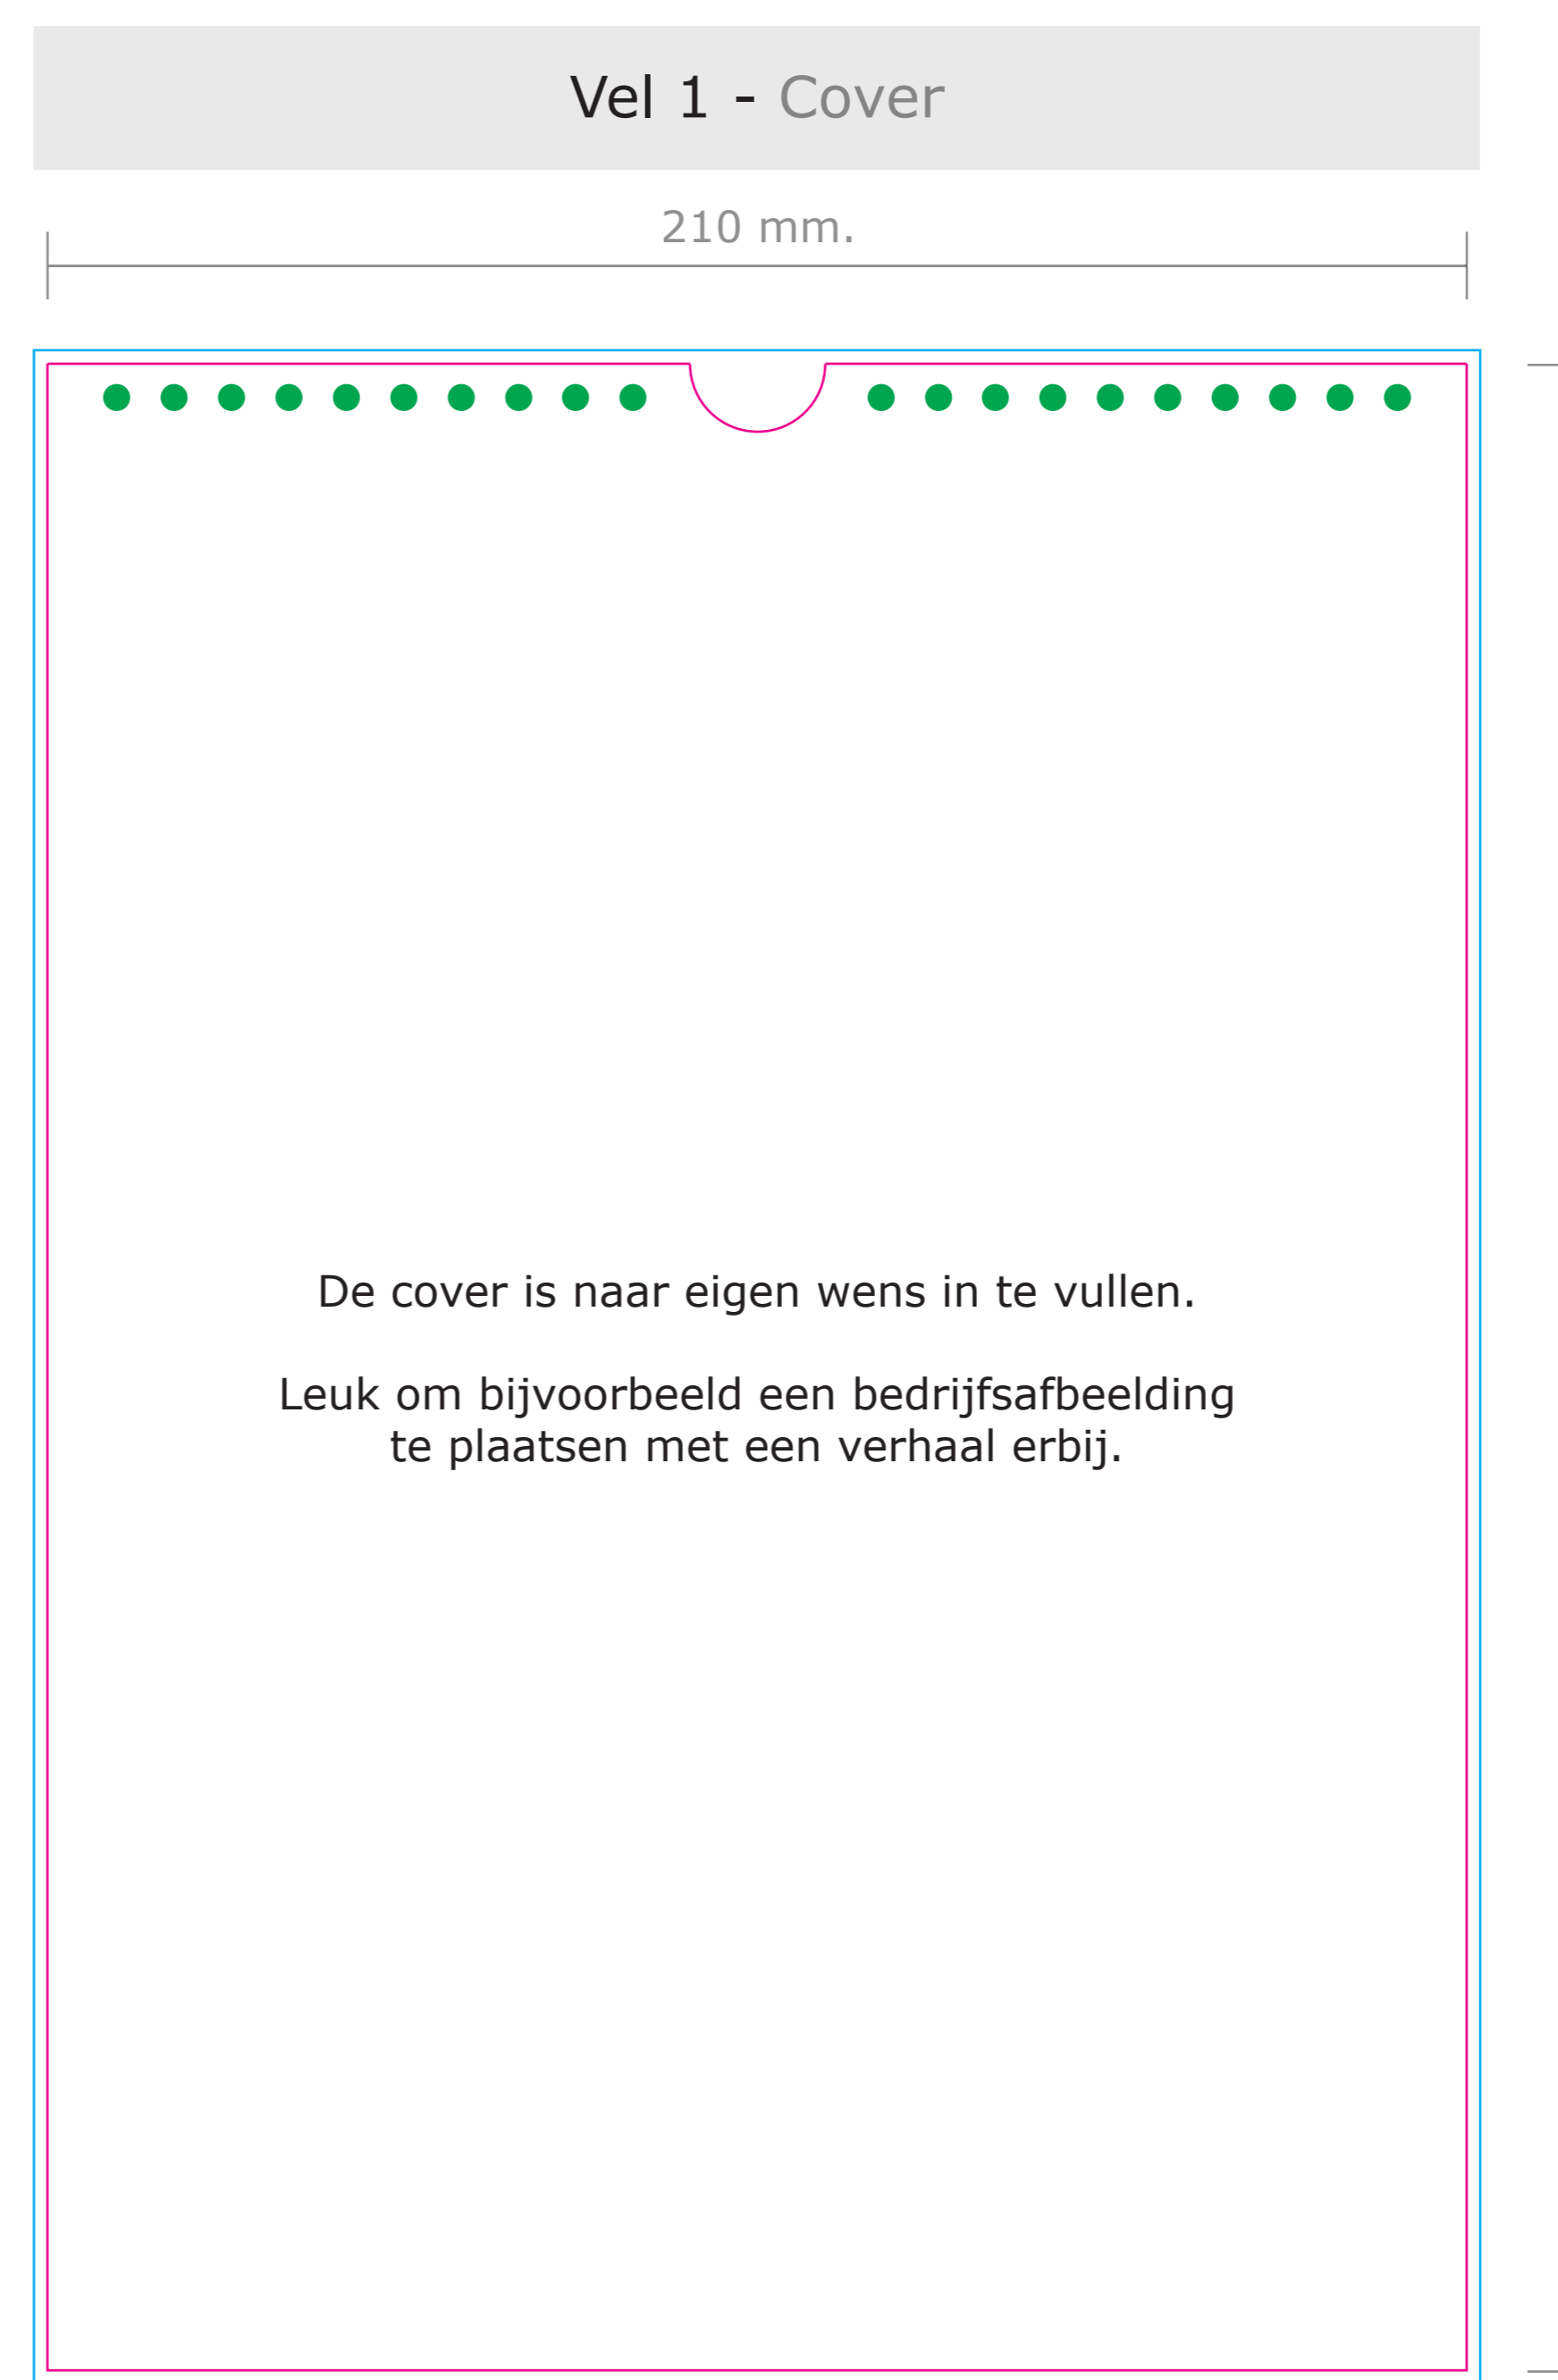 Vel 1 - Cover
210 mm.
De cover is naar eigen wens in te vullen.
Leuk om bijvoorbeeld een bedrijfsafbeelding
te plaatsen met een verhaal erbij.